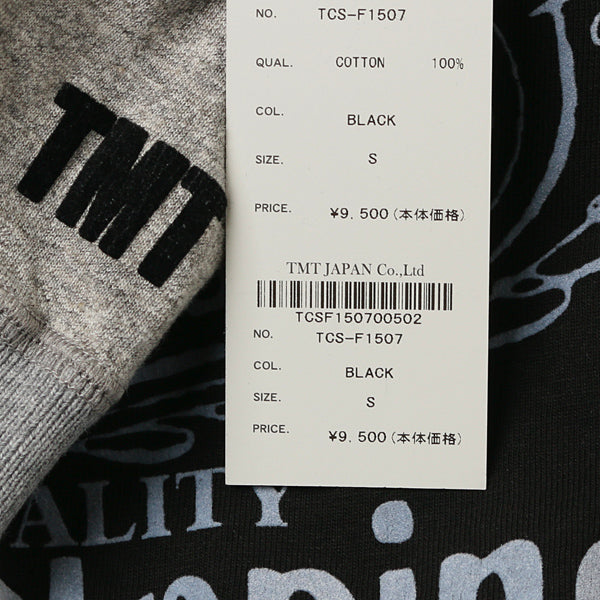 NO. TCS-F1507
QUAL. COTTON 100%
COL. BLACK
SIZE. S
PRICE. ¥9.500(本体価格)
TMT JAPAN Co.,Ltd
TCSF150700502
NO. TCS-F1507
COL. BLACK
SIZE. S
PRICE. ¥9.500(本体価格)
TMT
ALITY